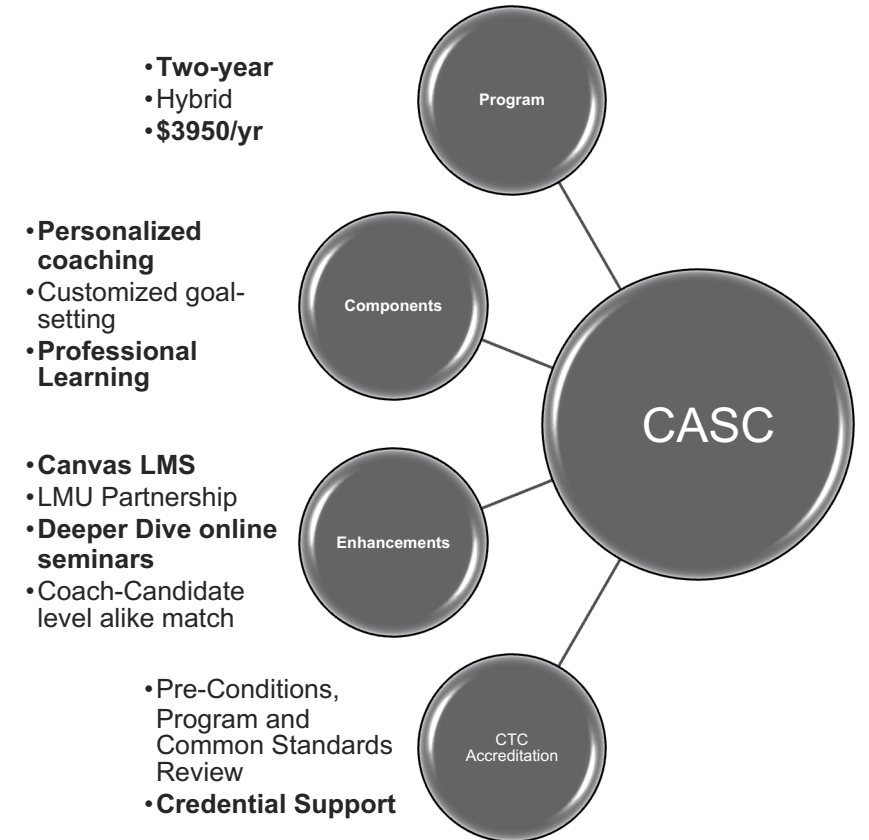 •Two-year
•Hybrid
•$3950/yr
Program
•Personalized
coaching
•Customized goal-
setting
•Professional
Learning
Components
CASC
•Canvas LMS
•LMU Partnership
•Deeper Dive online
seminars
•Coach-Candidate
level alike match
Enhancements
•Pre-Conditions,
Program and
Common Standards
Review
•Credential Support
CTC
Accreditation